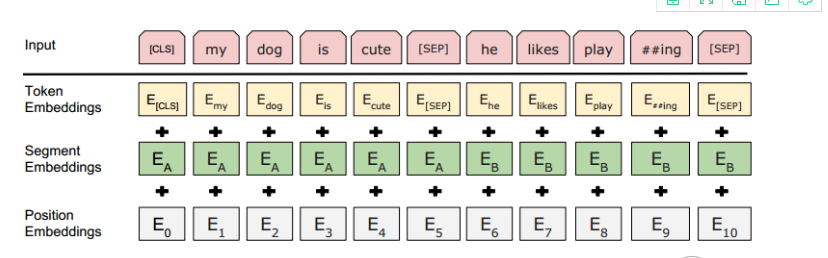 Input [CLS] my dog is cute [SEP] he likes play ##ing [SEP]
Token
Embeddings E[CLS] Emy Edog Eis Ecute E[SEP] Ehe Elikes Eplay E##ing E[SEP]
+ + + + + + + + + + +
Segment
Embeddings EA EA EA EA EA EA EB EB EB EB EB
+ + + + + + + + + + +
Position
Embeddings E0 E1 E2 E3 E4 E5 E6 E7 E8 E9 E10